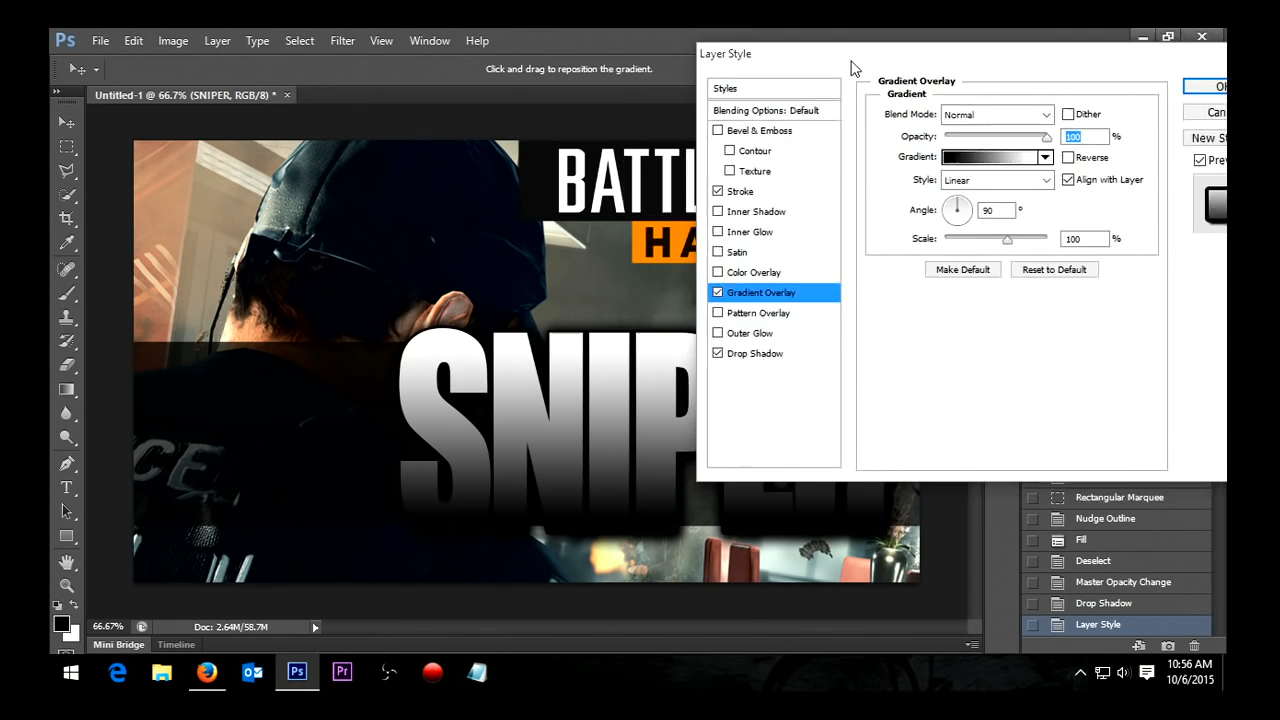 Ps File Edit Image Layer Type Select Filter View Window Help
Click and drag to reposition the gradient.
Untitled-1 @ 66.7% (SNIPER, RGB/8) * ×
BATTL
HA
SNIPER
CE
Layer Style
Styles
Blending Options: Default
Bevel & Emboss
Contour
Texture
Stroke
Inner Shadow
Inner Glow
Satin
Color Overlay
Gradient Overlay
Pattern Overlay
Outer Glow
Drop Shadow
Gradient Overlay
Gradient
Blend Mode: Normal Dither
Opacity: 100 %
Gradient: Reverse
Style: Linear Align with Layer
Angle: 90 °
Scale: 100 %
Make Default Reset to Default
Can
New St
Pre
Rectangular Marquee
Nudge Outline
Fill
Deselect
Master Opacity Change
Drop Shadow
Layer Style
66.67% Doc: 2.64M/58.7M
Mini Bridge Timeline
Ps Pr
10:56 AM
10/6/2015